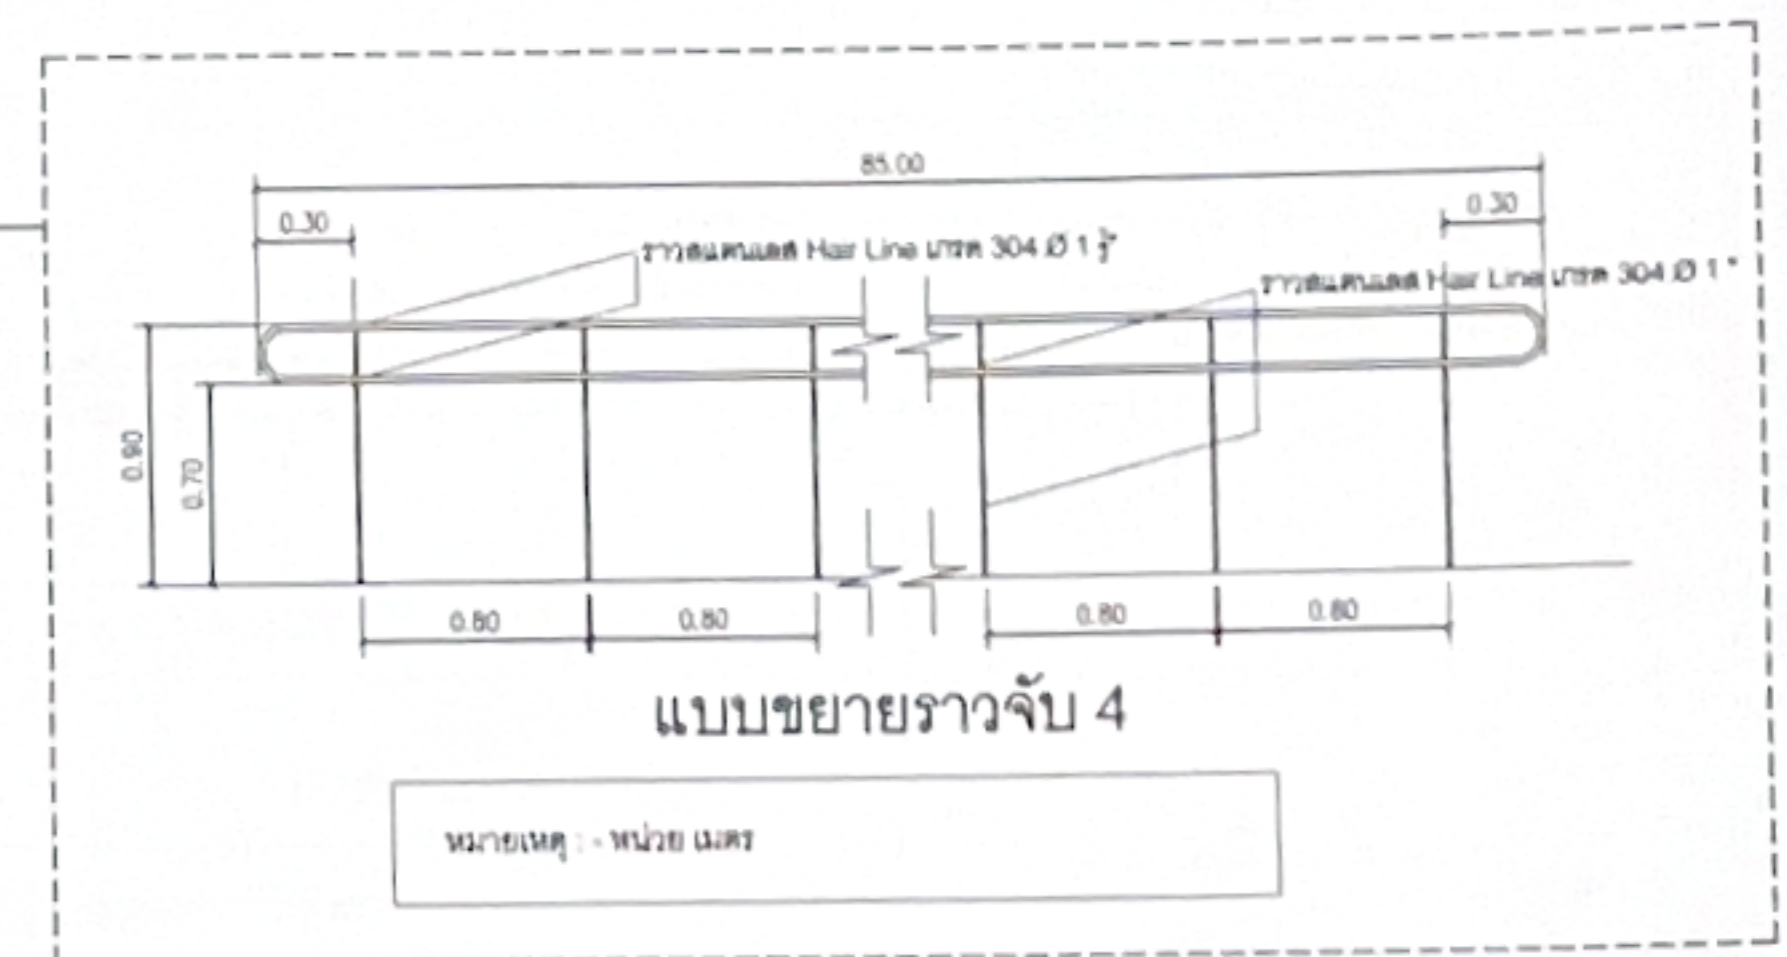 85.00
0.30
0.30
ราวสแตนเลส Hair Line เกรด 304 Ø 1 ½"
ราวสแตนเลส Hair Line เกรด 304 Ø 1 "
0.90
0.70
0.80
0.80
0.80
0.80
แบบขยายราวจับ 4
หมายเหตุ : - หน่วย เมตร